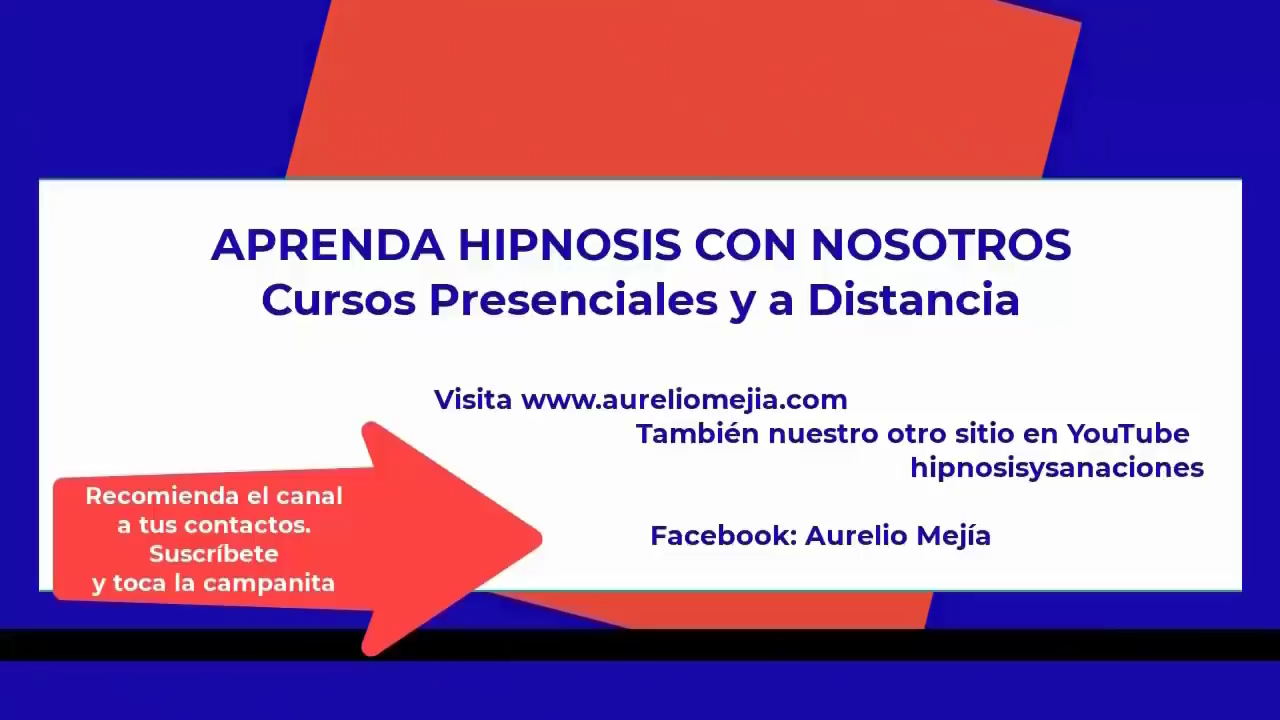 APRENDA HIPNOSIS CON NOSOTROS
Cursos Presenciales y a Distancia
Visita www.aureliomejia.com
También nuestro otro sitio en YouTube
hipnosisysanaciones
Facebook: Aurelio Mejía
Recomienda el canal
a tus contactos.
Suscríbete
y toca la campanita